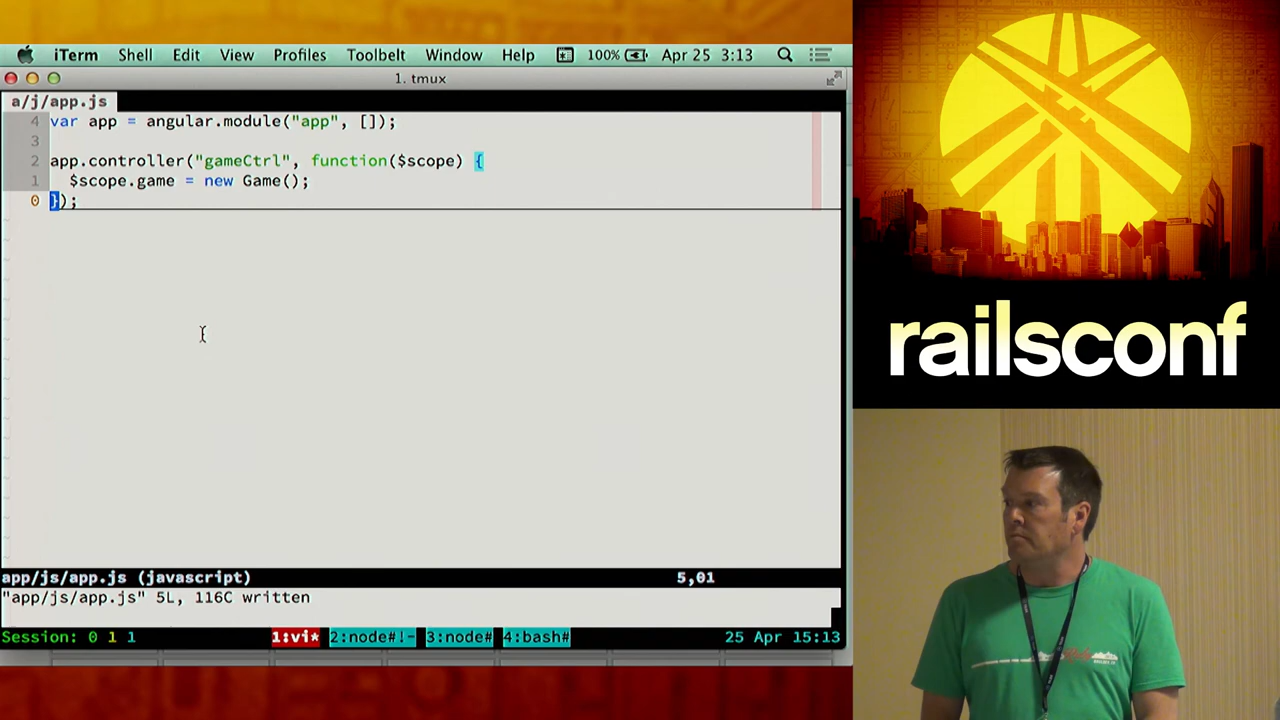 iTerm Shell Edit View Profiles Toolbelt Window Help 100% Apr 25 3:13
1. tmux
a/j/app.js
4 var app = angular.module("app", []);
3
2 app.controller("gameCtrl", function($scope) {
1 $scope.game = new Game();
0 });
app/js/app.js (javascript) 5,01
"app/js/app.js" 5L, 116C written
Session: 0 1 1 1:vi* 2:node#!- 3:node# 4:bash# 25 Apr 15:13
railsconf